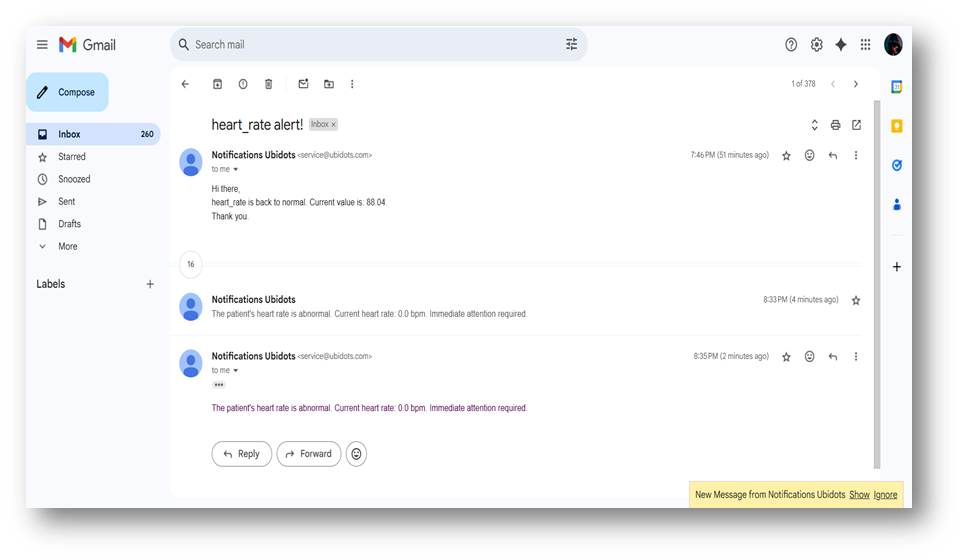 Gmail
Search mail
Compose
1 of 378
Inbox 260
Starred
Snoozed
Sent
Drafts
More
Labels
heart_rate alert! Inbox x
Notifications Ubidots <service@ubidots.com> 7:46 PM (51 minutes ago)
to me
Hi there,
heart_rate is back to normal. Current value is: 88.04.
Thank you.
16
Notifications Ubidots 8:33 PM (4 minutes ago)
The patient's heart rate is abnormal. Current heart rate: 0.0 bpm. Immediate attention required.
Notifications Ubidots <service@ubidots.com> 8:35 PM (2 minutes ago)
to me
The patient's heart rate is abnormal. Current heart rate: 0.0 bpm. Immediate attention required.
Reply
Forward
New Message from Notifications Ubidots Show Ignore